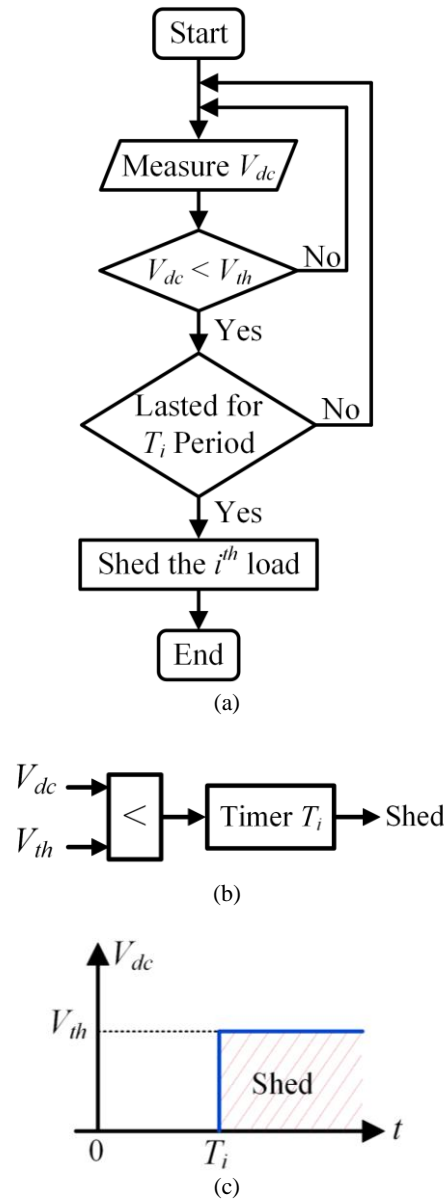 Start
Measure V_dc
V_dc < V_th
No
Yes
Lasted for
T_i Period
No
Yes
Shed the i^th load
End
(a)
V_dc
V_th
<
Timer T_i
Shed
(b)
V_dc
V_th
Shed
0
T_i
t
(c)